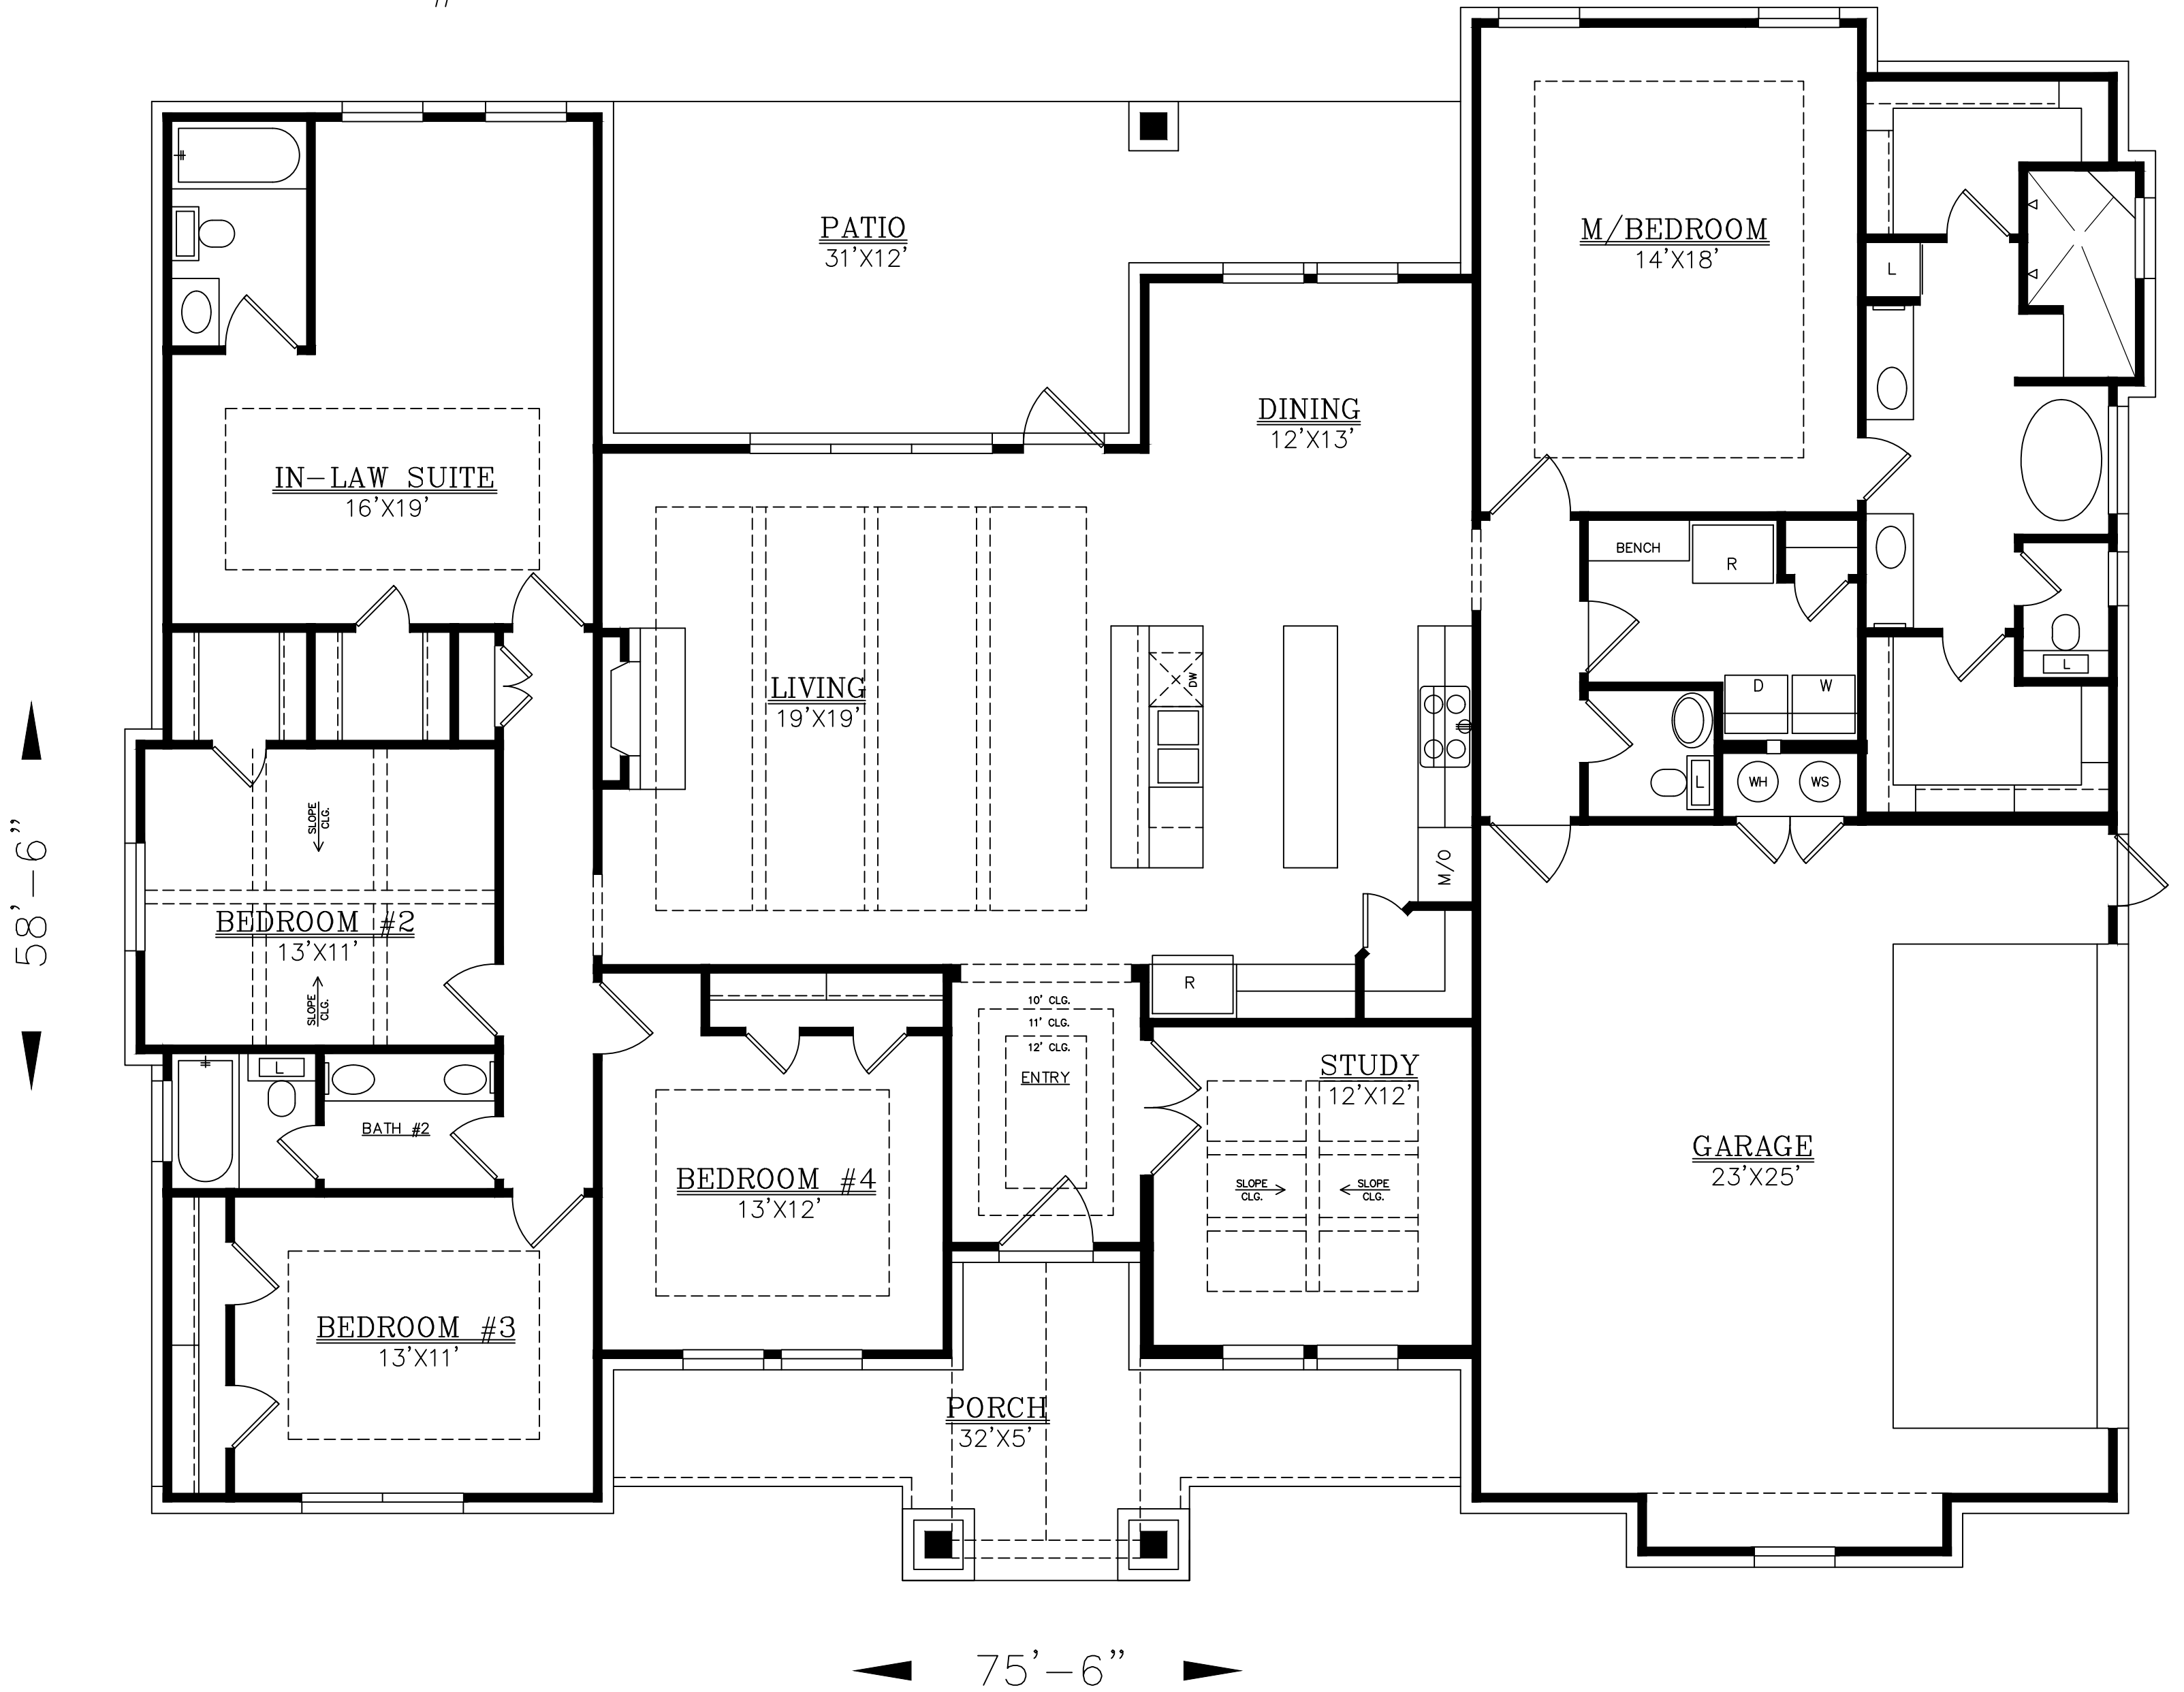 PATIO
31'X12'
M/BEDROOM
14'X18'
L
DINING
12'X13'
IN-LAW SUITE
16'X19'
BENCH
R
L
LIVING
19'X19'
DW
D
W
L
WH
WS
SLOPE
CLG.
M/O
BEDROOM #2
13'X11'
SLOPE
CLG.
58'-6"
R
10' CLG.
11' CLG.
12' CLG.
ENTRY
STUDY
12'X12'
L
BATH #2
BEDROOM #4
13'X12'
SLOPE
CLG.
SLOPE
CLG.
GARAGE
23'X25'
BEDROOM #3
13'X11'
PORCH
32'X5'
75'-6"